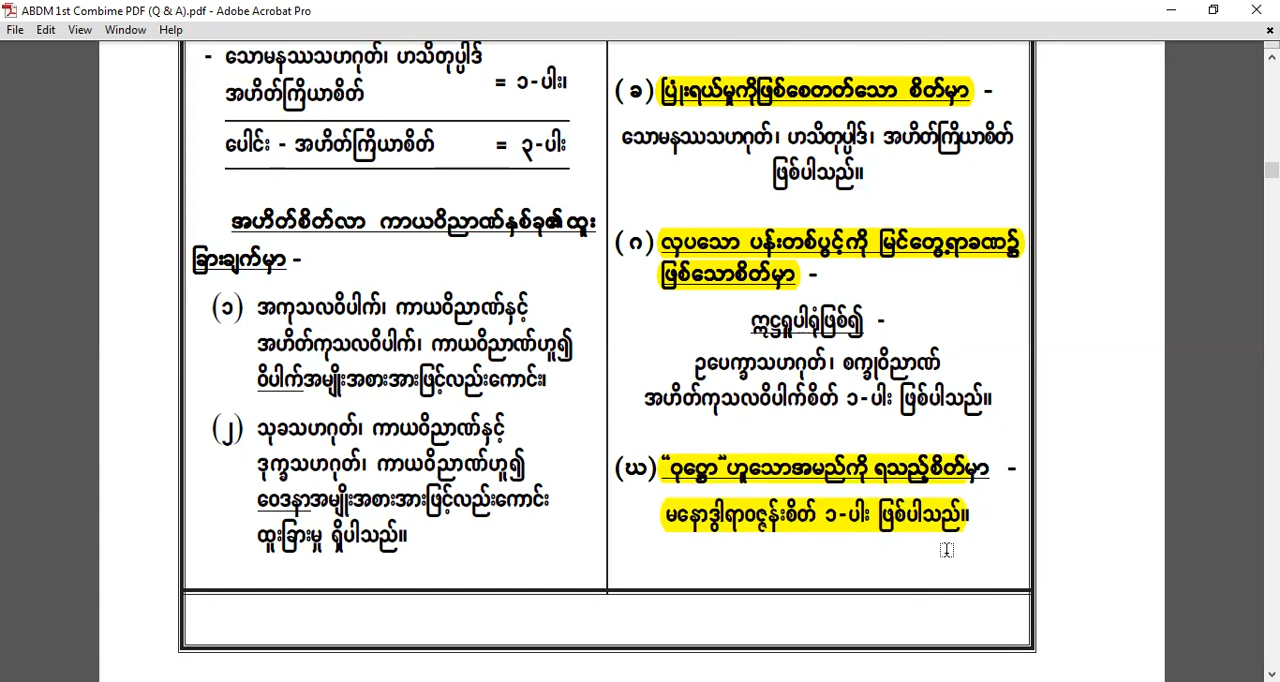 ABDM 1st Combime PDF (Q & A).pdf - Adobe Acrobat Pro
File Edit View Window Help
- သောမနဿသဟဂုတ်၊ ဟသိတုပ္ပါဒ်
အဟိတ်ကြိယာစိတ် = ၁-ပါး၊
ပေါင်း - အဟိတ်ကြိယာစိတ် = ၃-ပါး
အဟိတ်စိတ်လာ ကာယဝိညာဏ်နှစ်ခု၏ထူး
ခြားချက်မှာ -
(၁) အကုသလဝိပါက်၊ ကာယဝိညာဏ်နှင့်
အဟိတ်ကုသလဝိပါက်၊ ကာယဝိညာဏ်ဟူ၍
ဝိပါက်အမျိုးအစားအားဖြင့်လည်းကောင်း၊
(၂) သုခသဟဂုတ်၊ ကာယဝိညာဏ်နှင့်
ဒုက္ခသဟဂုတ်၊ ကာယဝိညာဏ်ဟူ၍
ဝေဒနာအမျိုးအစားအားဖြင့်လည်းကောင်း
ထူးခြားမှု ရှိပါသည်။
(ခ) ပြုံးရယ်မှုကိုဖြစ်စေတတ်သော စိတ်မှာ -
သောမနဿသဟဂုတ်၊ ဟသိတုပ္ပါဒ်၊ အဟိတ်ကြိယာစိတ်
ဖြစ်ပါသည်။
(ဂ) လှပသော ပန်းတစ်ပွင့်ကို မြင်တွေ့ရာခဏ၌
ဖြစ်သောစိတ်မှာ -
ဣဋ္ဌရူပါရုံဖြစ်၍ -
ဥပေက္ခာသဟဂုတ်၊ စက္ခုဝိညာဏ်
အဟိတ်ကုသလဝိပါက်စိတ် ၁-ပါး ဖြစ်ပါသည်။
(ဃ) “ဝုဋ္ဌော”ဟူသောအမည်ကို ရသည့်စိတ်မှာ -
မနောဒွါရာဝဇ္ဇန်းစိတ် ၁-ပါး ဖြစ်ပါသည်။